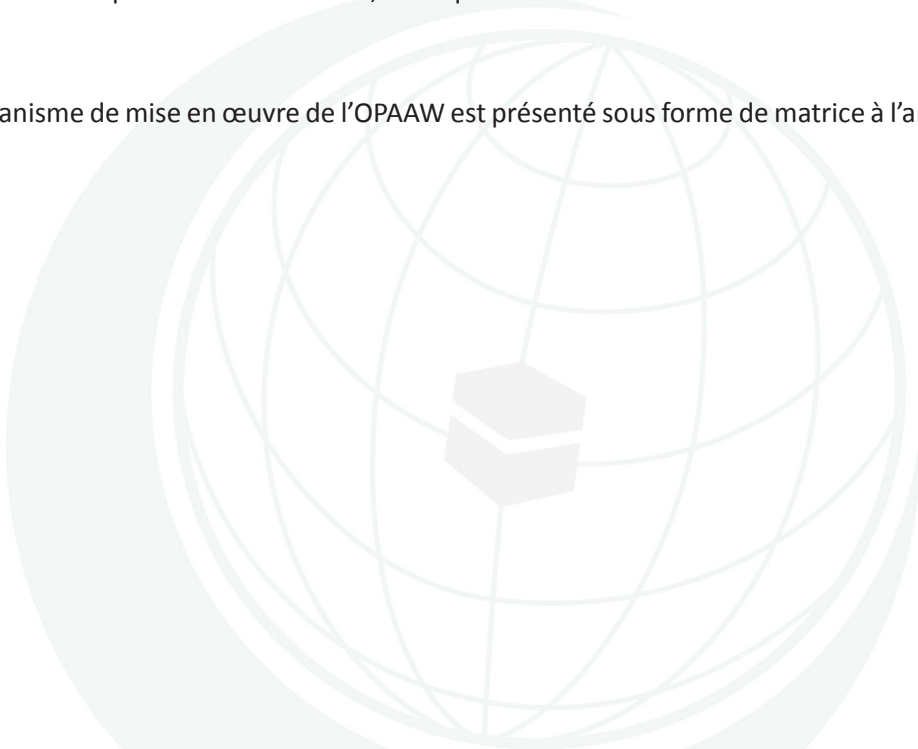 anisme de mise en œuvre de l’OPAAW est présenté sous forme de matrice à l’a